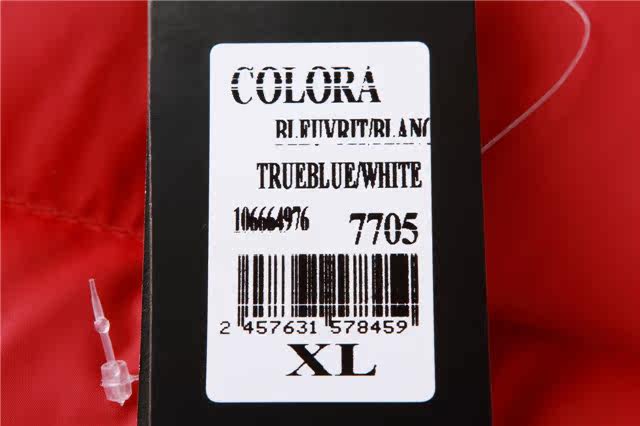 COLORA
BLEUVRIT/BLANC
TRUEBLUE/WHITE
106664976
7705
2 457631 578459
XL